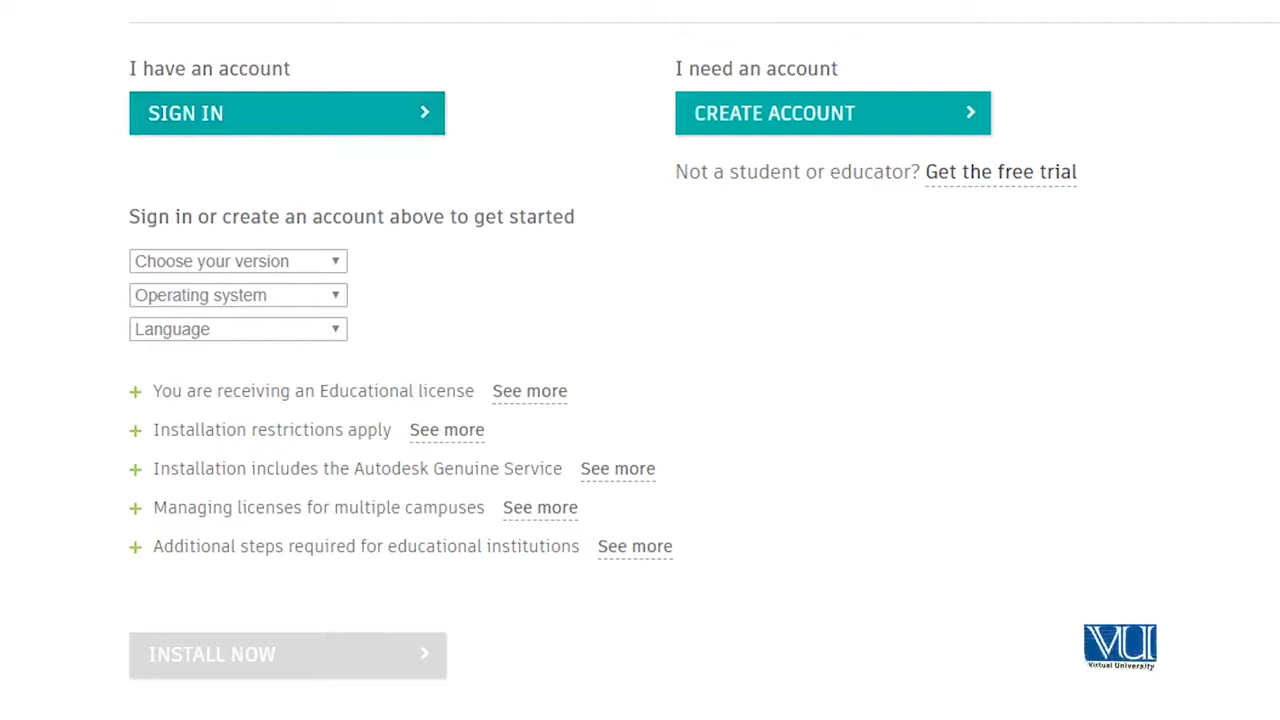 I have an account
SIGN IN
I need an account
CREATE ACCOUNT
Not a student or educator? Get the free trial
Sign in or create an account above to get started
Choose your version
Operating system
Language
You are receiving an Educational license See more
Installation restrictions apply See more
Installation includes the Autodesk Genuine Service See more
Managing licenses for multiple campuses See more
Additional steps required for educational institutions See more
INSTALL NOW
VU
Virtual University